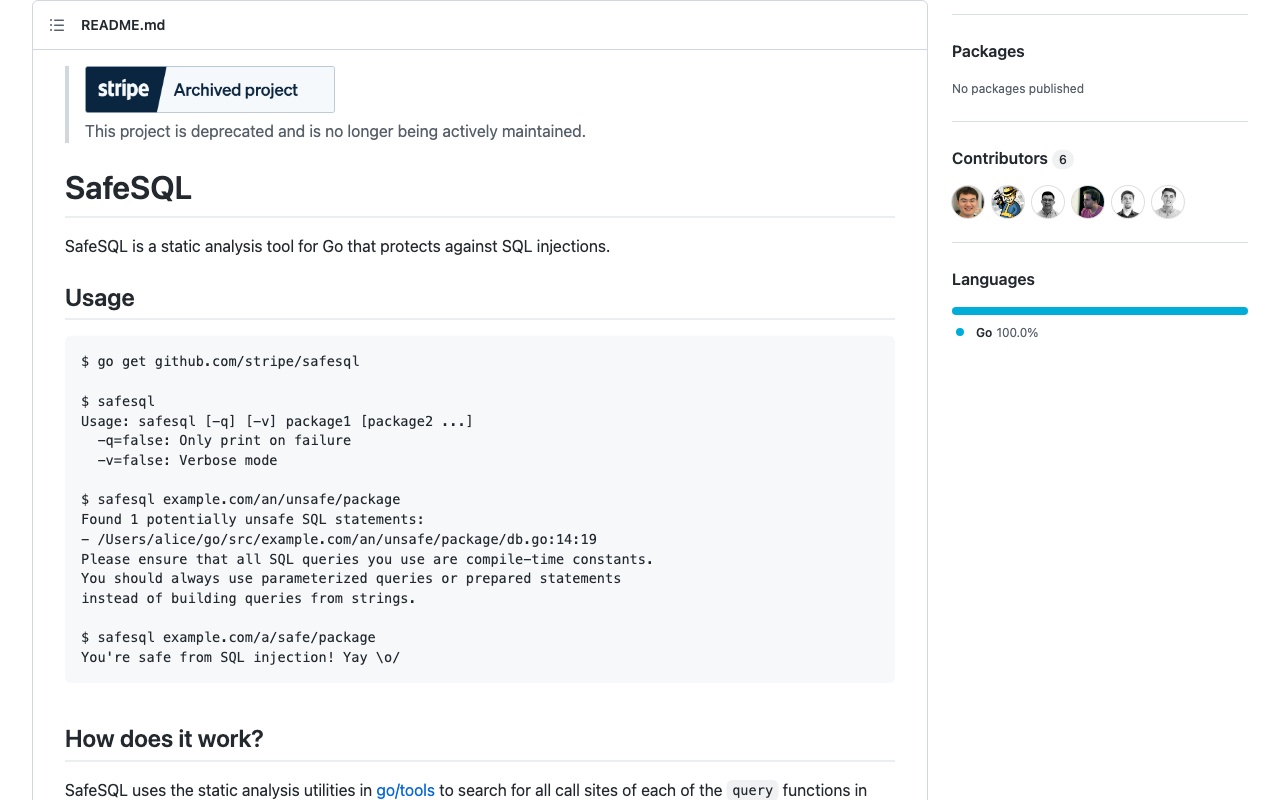 README.md
stripe Archived project
This project is deprecated and is no longer being actively maintained.
SafeSQL
SafeSQL is a static analysis tool for Go that protects against SQL injections.
Usage
$ go get github.com/stripe/safesql
$ safesql
Usage: safesql [-q] [-v] package1 [package2 ...]
  -q=false: Only print on failure
  -v=false: Verbose mode
$ safesql example.com/an/unsafe/package
Found 1 potentially unsafe SQL statements:
- /Users/alice/go/src/example.com/an/unsafe/package/db.go:14:19
Please ensure that all SQL queries you use are compile-time constants.
You should always use parameterized queries or prepared statements
instead of building queries from strings.
$ safesql example.com/a/safe/package
You're safe from SQL injection! Yay \o/
How does it work?
SafeSQL uses the static analysis utilities in go/tools to search for all call sites of each of the query functions in
Packages
No packages published
Contributors 6
Languages
Go 100.0%